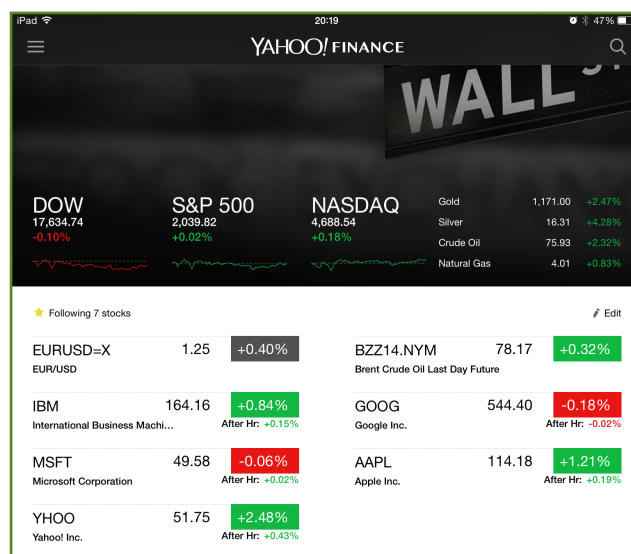 iPad 20:19 47%
YAHOO! FINANCE
WALL ST
DOW
17,634.74
-0.10%
S&P 500
2,039.82
+0.02%
NASDAQ
4,688.54
+0.18%
Gold 1,171.00 +2.47%
Silver 16.31 +4.28%
Crude Oil 75.93 +2.32%
Natural Gas 4.01 +0.83%
Following 7 stocks Edit
EURUSD=X 1.25 +0.40%
EUR/USD
BZZ14.NYM 78.17 +0.32%
Brent Crude Oil Last Day Future
IBM 164.16 +0.84%
International Business Machi... After Hr: +0.15%
GOOG 544.40 -0.18%
Google Inc. After Hr: -0.02%
MSFT 49.58 -0.06%
Microsoft Corporation After Hr: +0.02%
AAPL 114.18 +1.21%
Apple Inc. After Hr: +0.19%
YHOO 51.75 +2.48%
Yahoo! Inc. After Hr: +0.43%